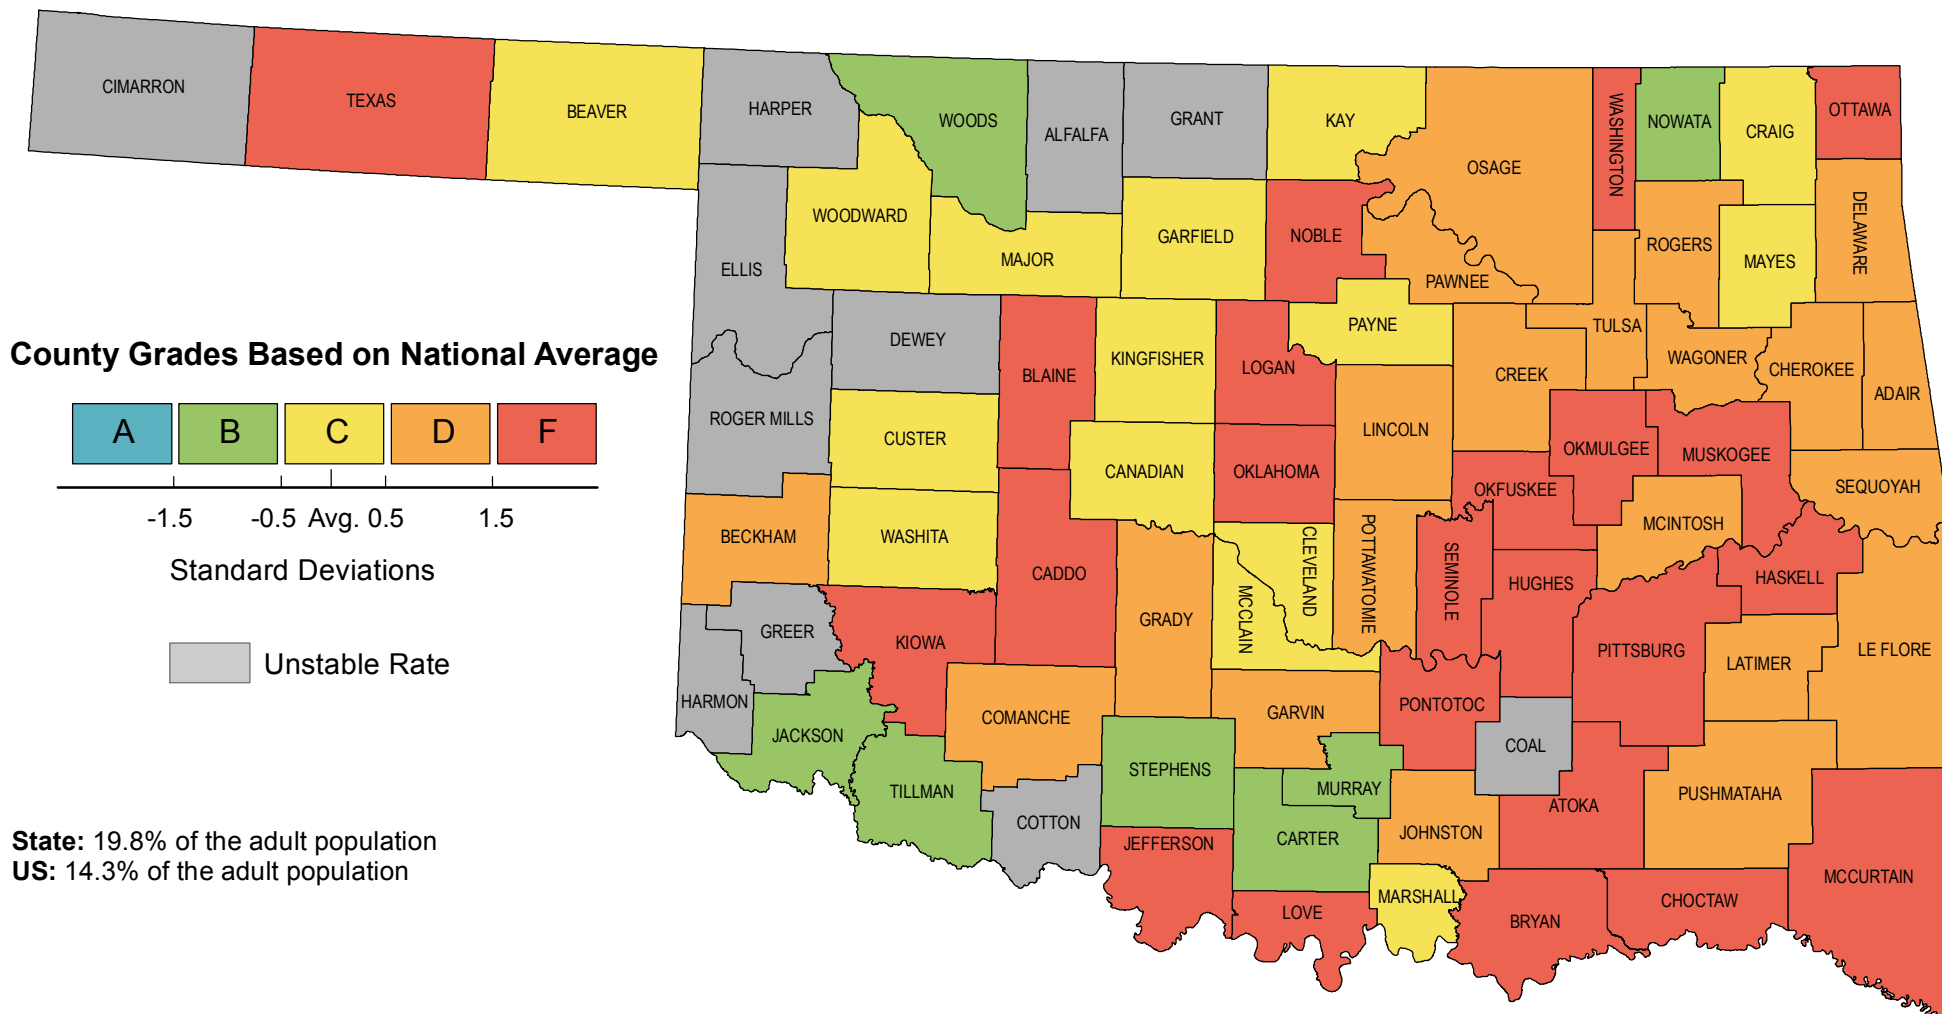 CIMARRON
TEXAS
BEAVER
HARPER
WOODS
ALFALFA
GRANT
KAY
OSAGE
WASHINGTON
NOWATA
CRAIG
OTTAWA
ELLIS
WOODWARD
MAJOR
GARFIELD
NOBLE
PAWNEE
ROGERS
MAYES
DELAWARE
DEWEY
BLAINE
KINGFISHER
LOGAN
PAYNE
CREEK
TULSA
WAGONER
CHEROKEE
ADAIR
ROGER MILLS
CUSTER
CANADIAN
OKLAHOMA
LINCOLN
OKMULGEE
MUSKOGEE
SEQUOYAH
OKFUSKEE
BECKHAM
WASHITA
CADDO
GRADY
MCCLAIN
CLEVELAND
POTTAWATOMIE
SEMINOLE
HUGHES
MCINTOSH
HASKELL
GREER
KIOWA
PITTSBURG
LATIMER
LE FLORE
HARMON
JACKSON
COMANCHE
GARVIN
PONTOTOC
COAL
TILLMAN
STEPHENS
MURRAY
ATOKA
PUSHMATAHA
COTTON
JEFFERSON
CARTER
JOHNSTON
MCCURTAIN
LOVE
MARSHALL
BRYAN
CHOCTAW
County Grades Based on National Average
A B C D F
-1.5 -0.5 Avg. 0.5 1.5
Standard Deviations
Unstable Rate
State: 19.8% of the adult population
US: 14.3% of the adult population